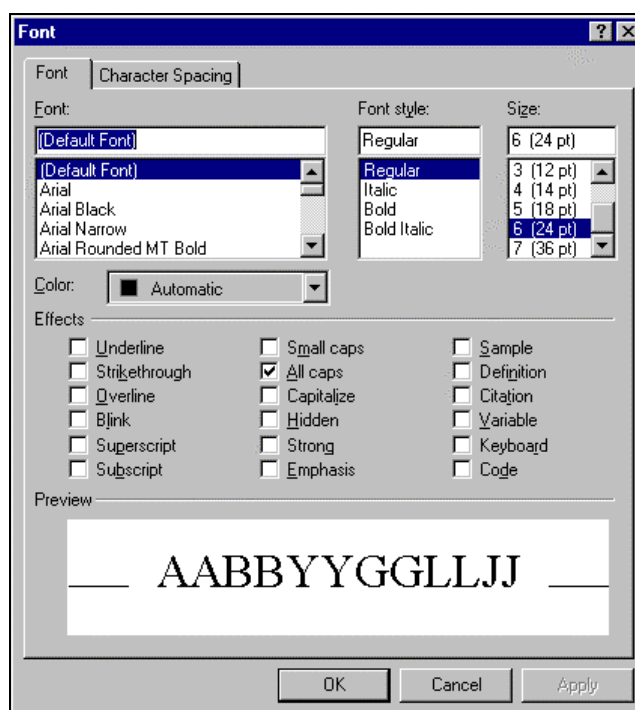 Font
Font Character Spacing
Font: Font style: Size:
(Default Font) Regular 6 (24 pt)
(Default Font) Regular 3 (12 pt)
Arial Italic 4 (14 pt)
Arial Black Bold 5 (18 pt)
Arial Narrow Bold Italic 6 (24 pt)
Arial Rounded MT Bold 7 (36 pt)
Color: Automatic
Effects
Underline Small caps Sample
Strikethrough All caps Definition
Overline Capitalize Citation
Blink Hidden Variable
Superscript Strong Keyboard
Subscript Emphasis Code
Preview
AABBYYGGLLJJ
OK Cancel Apply